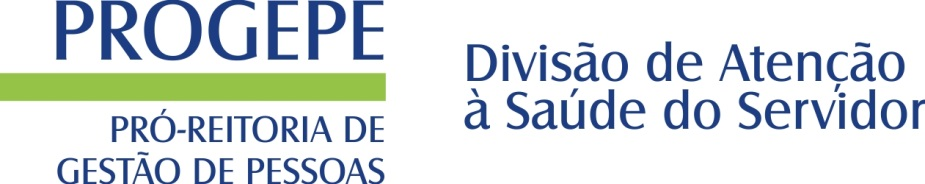 PROGEPE
PRÓ-REITORIA DE
GESTÃO DE PESSOAS
Divisão de Atenção
à Saúde do Servidor